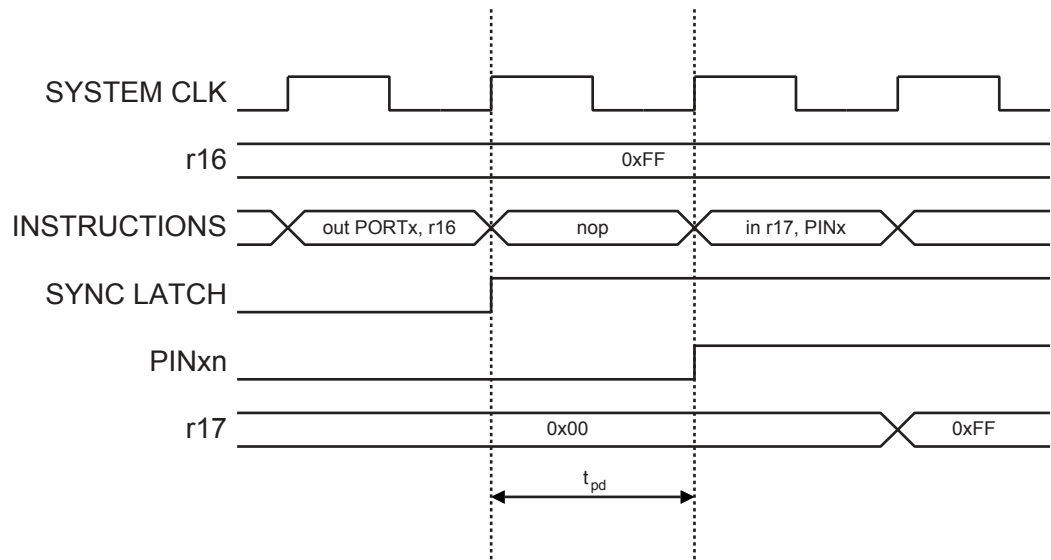 SYSTEM CLK
r16
0xFF
INSTRUCTIONS
out PORTx, r16
nop
in r17, PINx
SYNC LATCH
PINxn
r17
0x00
0xFF
tpd